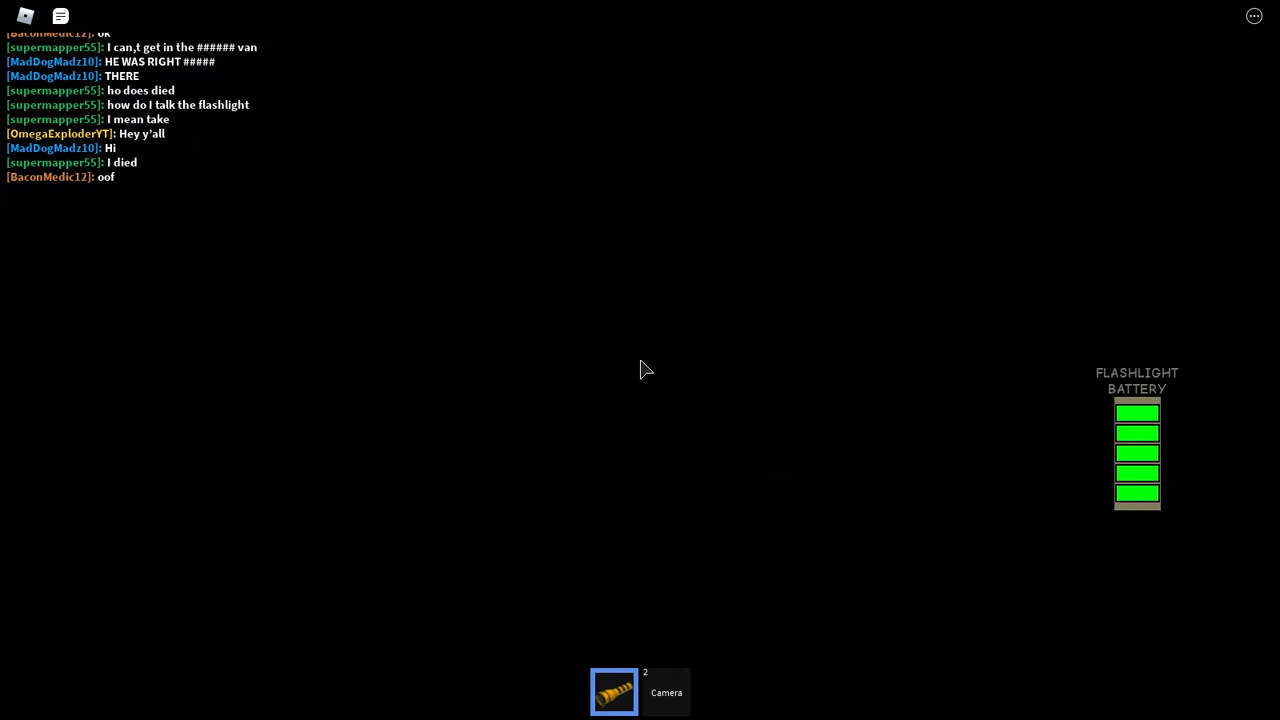 [BaconMedic12]: ok
[supermapper55]: I can,t get in the ###### van
[MadDogMadz10]: HE WAS RIGHT #####
[MadDogMadz10]: THERE
[supermapper55]: ho does died
[supermapper55]: how do I talk the flashlight
[supermapper55]: I mean take
[OmegaExploderYT]: Hey y’all
[MadDogMadz10]: Hi
[supermapper55]: I died
[BaconMedic12]: oof
FLASHLIGHT
BATTERY
2
Camera